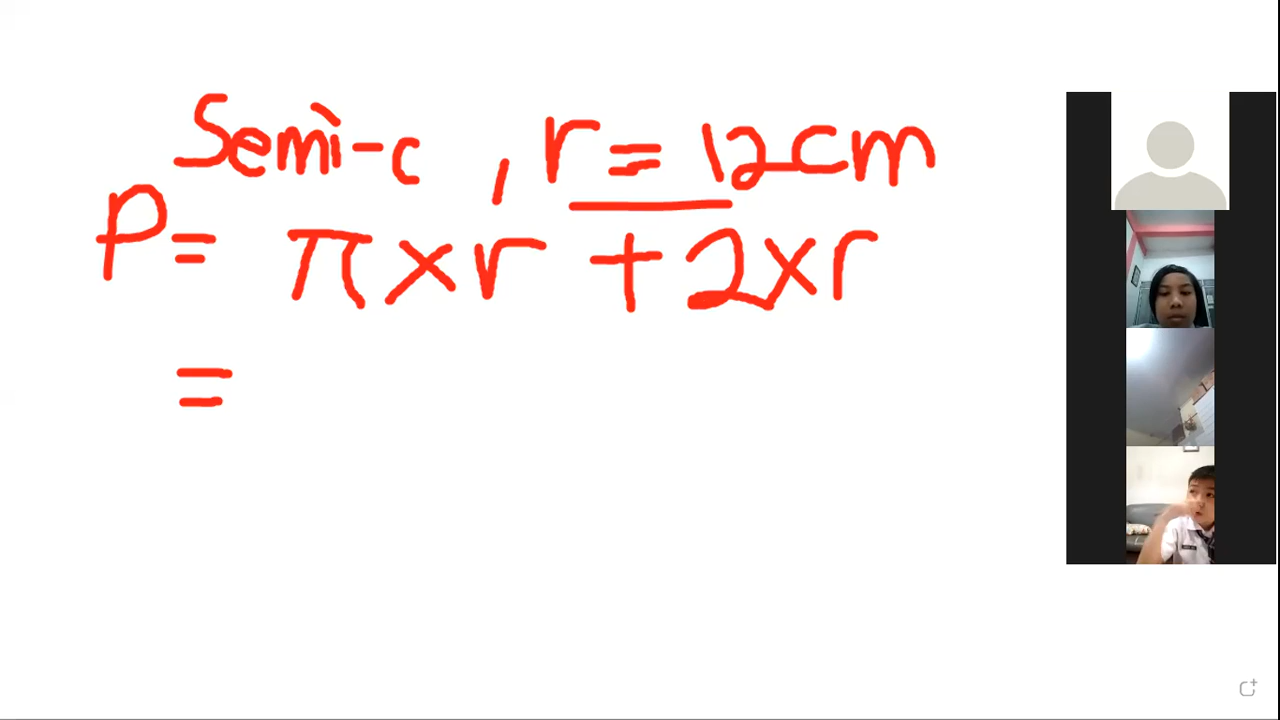 Semi-c , r = 12cm
P = π × r + 2 × r
=